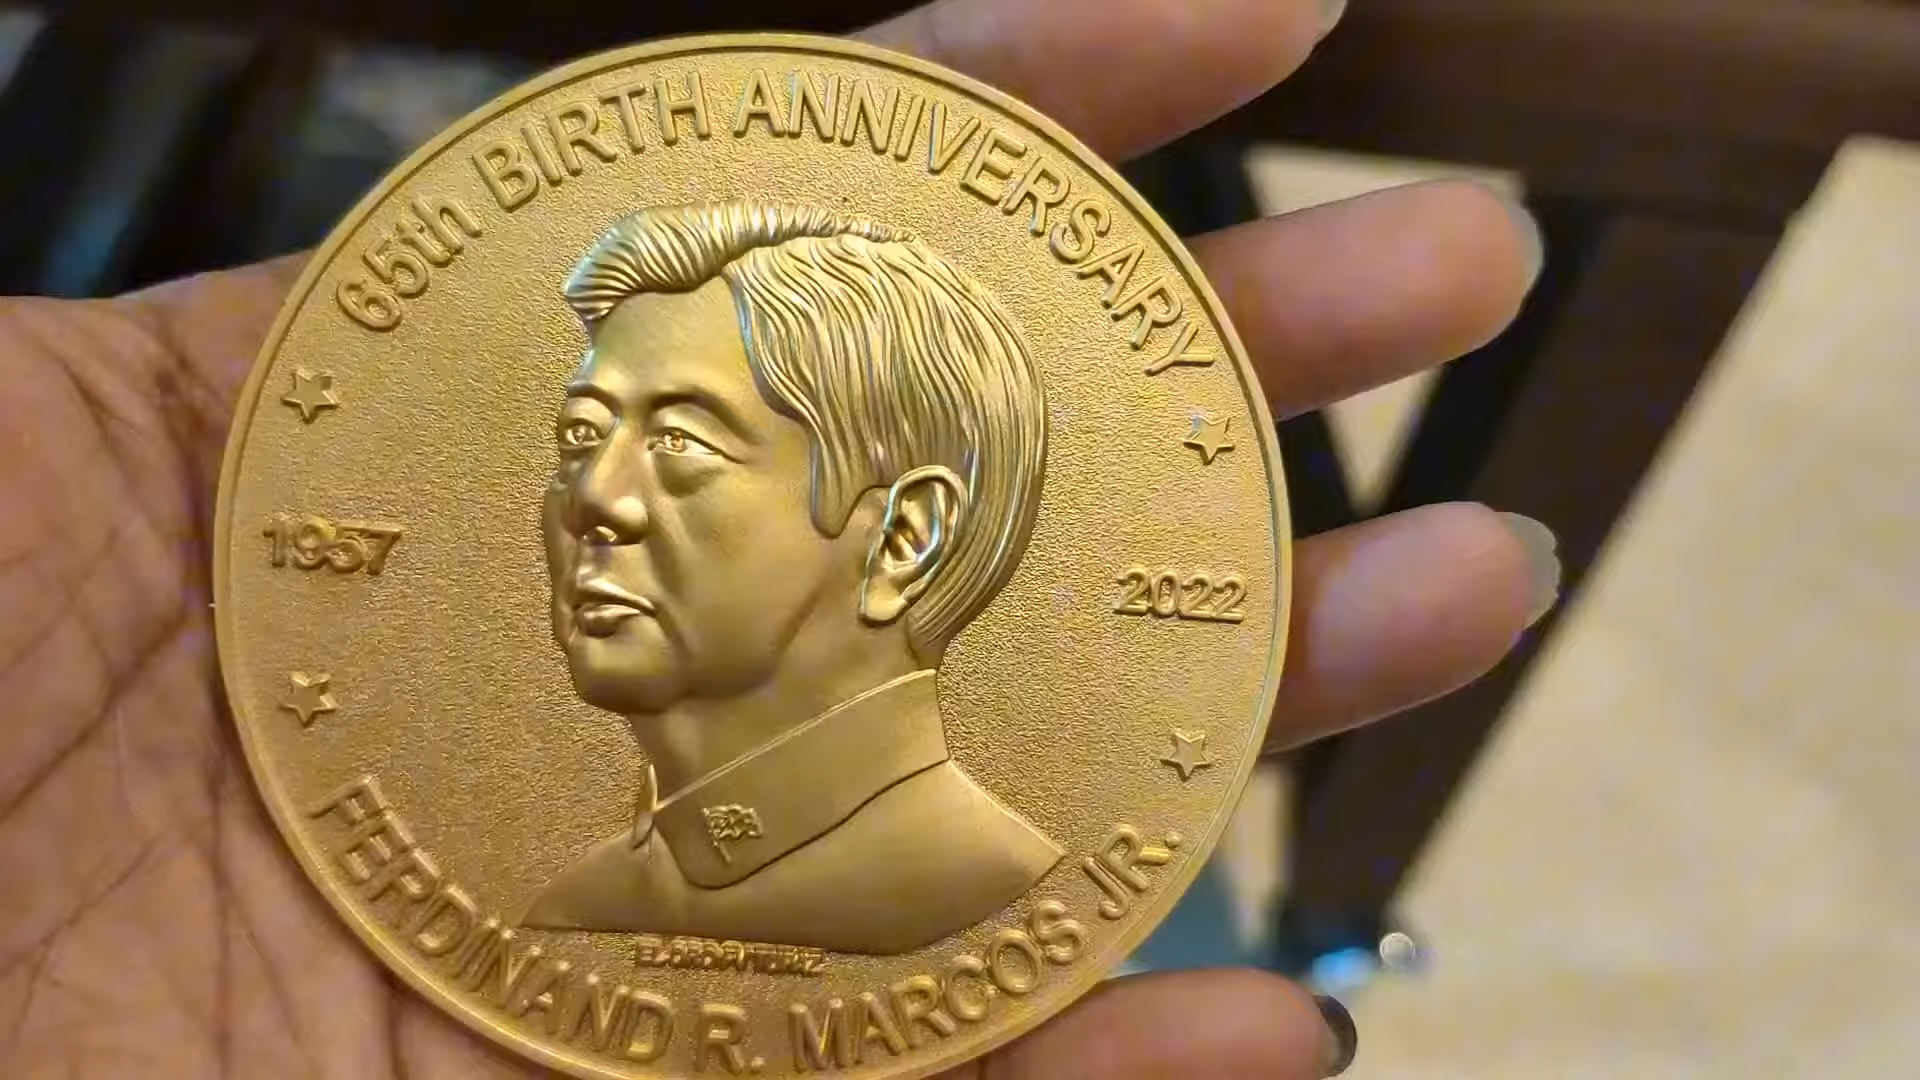 65th BIRTH ANNIVERSARY
1957
2022
FERDINAND R. MARCOS JR.